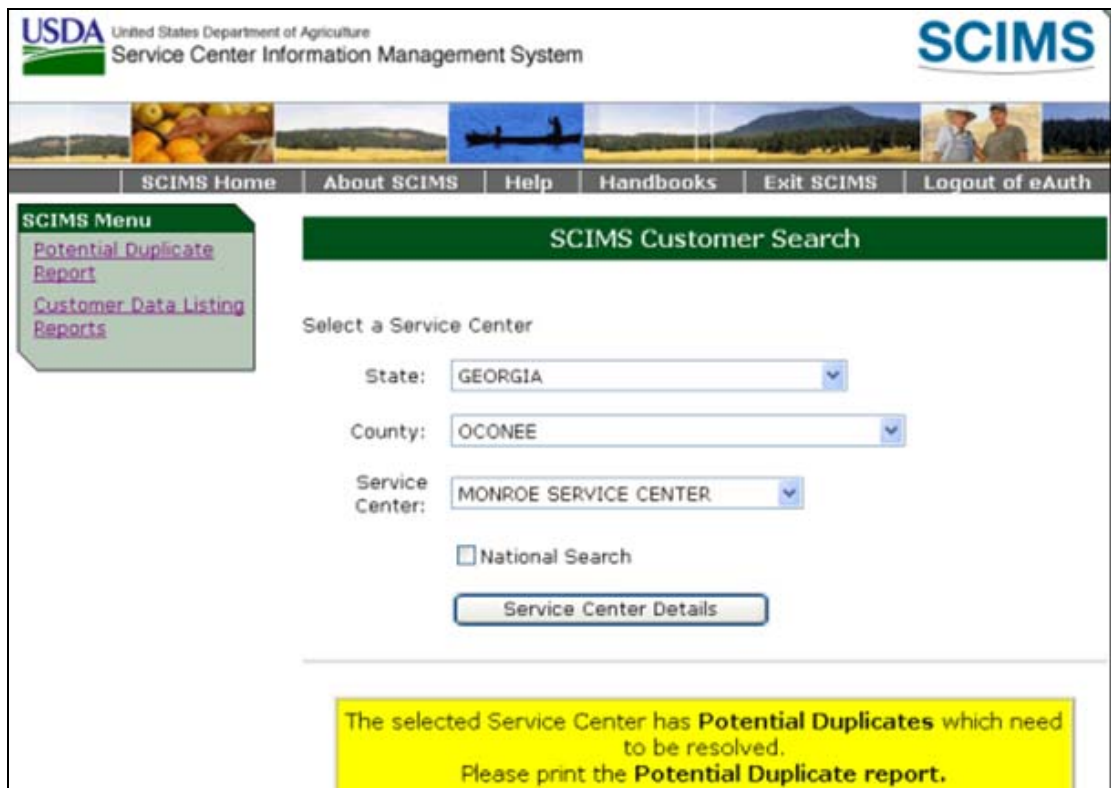 USDA
United States Department of Agriculture
Service Center Information Management System
SCIMS
SCIMS Home
About SCIMS
Help
Handbooks
Exit SCIMS
Logout of eAuth
SCIMS Menu
Potential Duplicate
Report
Customer Data Listing
Reports
SCIMS Customer Search
Select a Service Center
State: GEORGIA
County: OCONEE
Service
Center: MONROE SERVICE CENTER
National Search
Service Center Details
The selected Service Center has Potential Duplicates which need
to be resolved.
Please print the Potential Duplicate report.